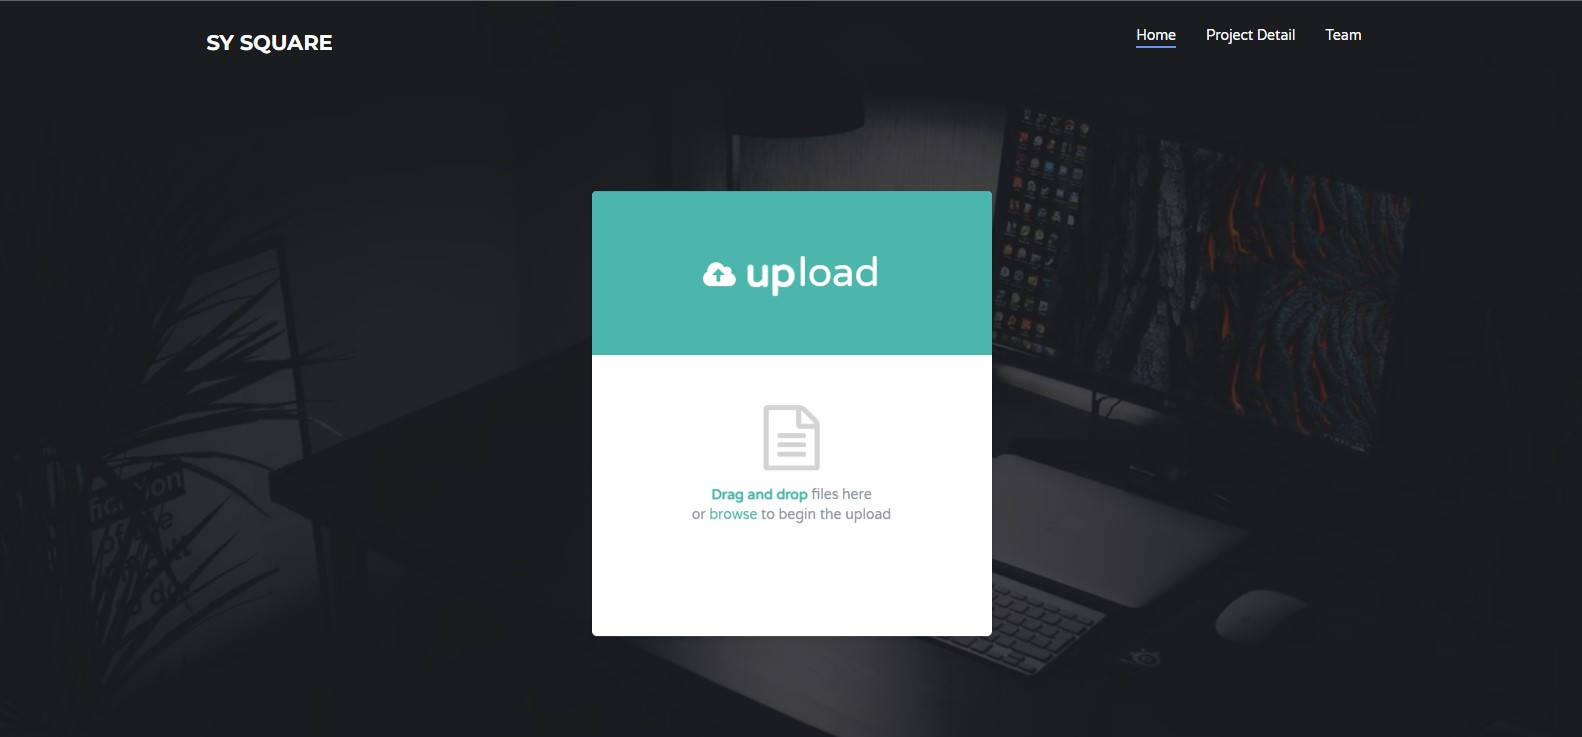 SY SQUARE
Home Project Detail Team
upload
Drag and drop files here
or browse to begin the upload